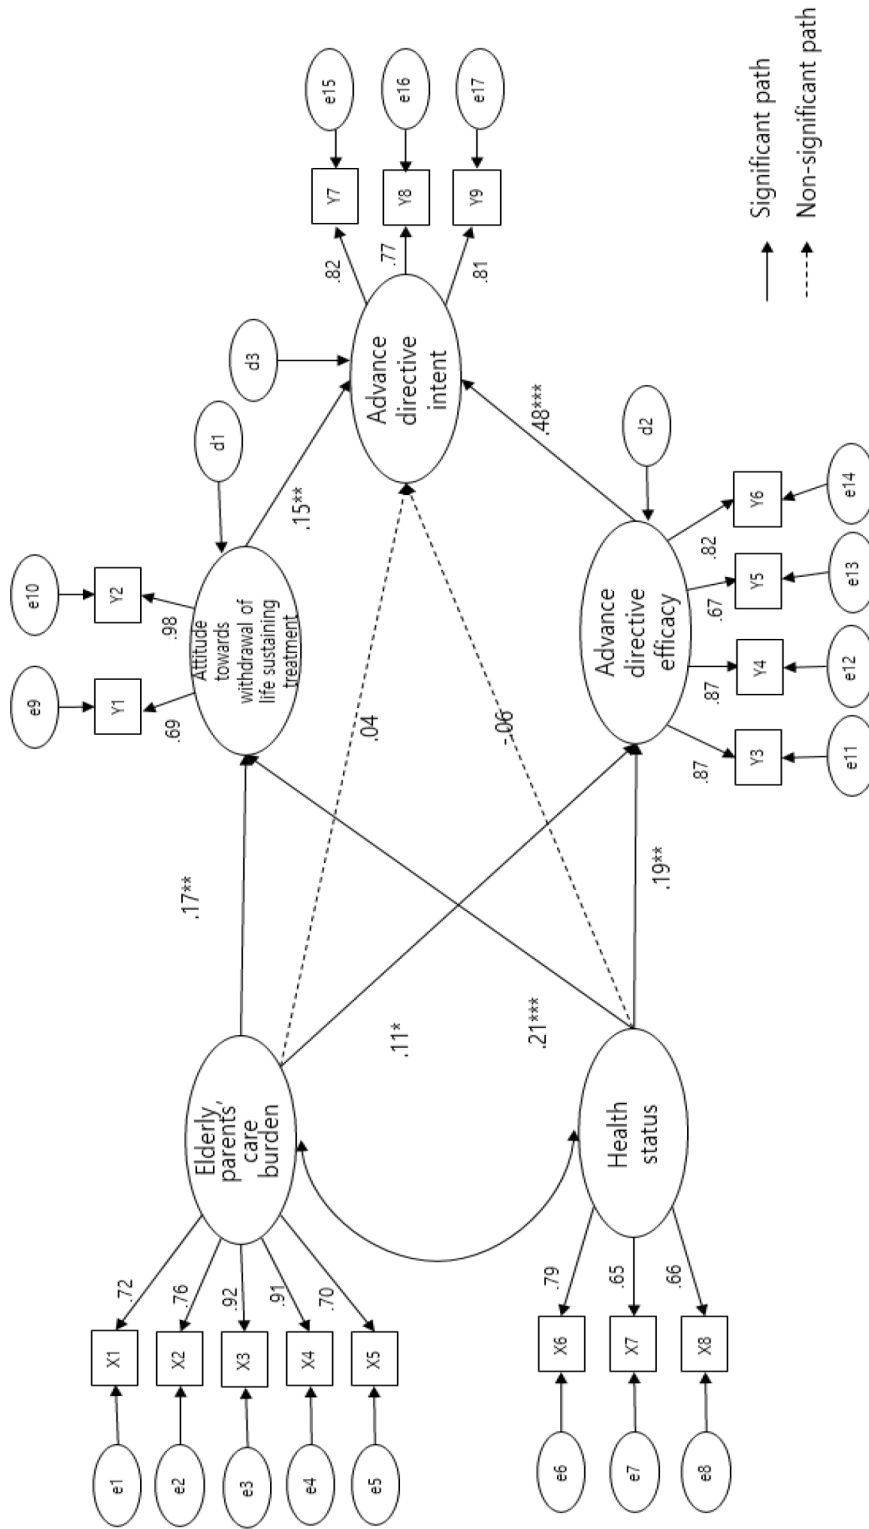 e1
e2
e3
e4
e5
X1
X2
X3
X4
X5
.72
.76
.92
.91
.70
Elderly
parents'
care
burden
e6
e7
e8
X6
X7
X8
.79
.65
.66
Health
status
.17**
.11*
.21***
.19**
.04
-.06
e9
e10
Y1
Y2
.69
.98
Attitude
towards
withdrawal of
life sustaining
treatment
d1
Advance
directive
efficacy
d2
.87
.87
.67
.82
Y3
Y4
Y5
Y6
e11
e12
e13
e14
.15**
.48***
d3
Advance
directive
intent
.82
.77
.81
Y7
Y8
Y9
e15
e16
e17
Significant path
Non-significant path